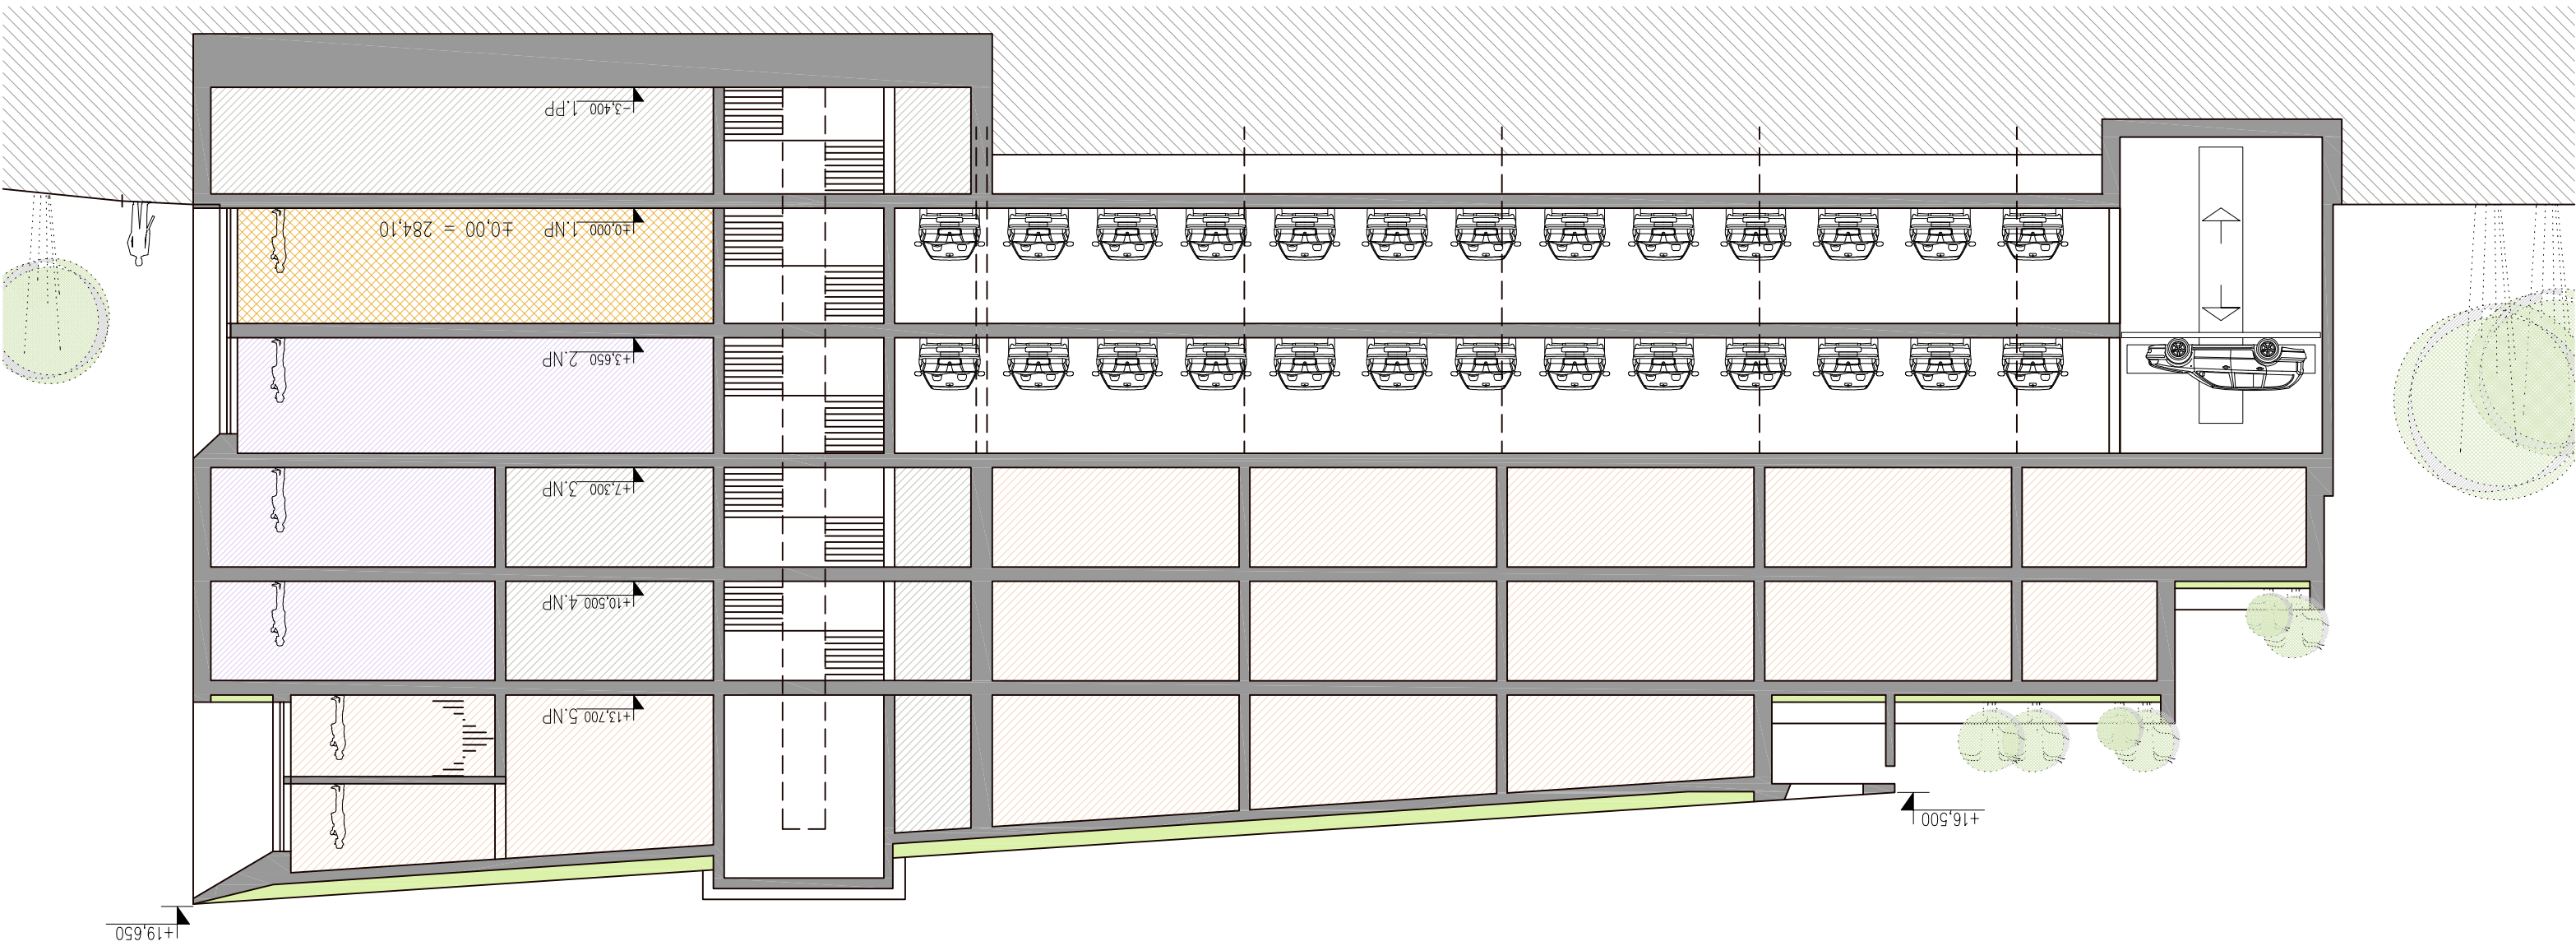 +19,650
+16,500
+13,700 5.NP
+10,500 4.NP
+7,300 3.NP
+3,650 2.NP
±0,000 1.NP ±0,00 = 284,10
−3,400 1.PP